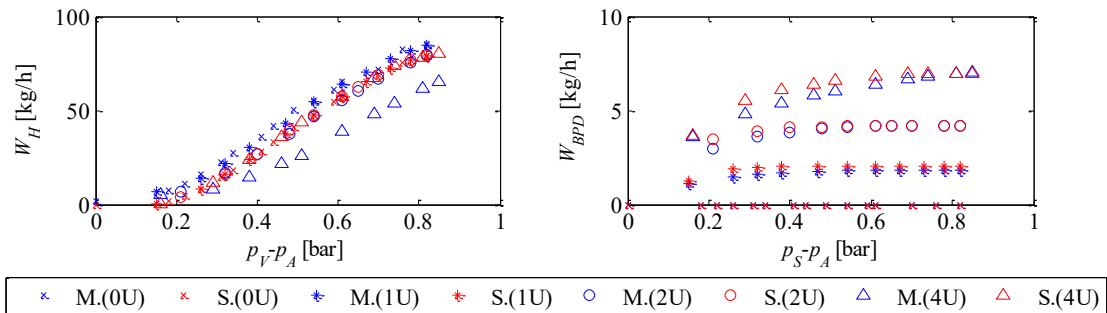 100
50
0
W_H [kg/h]
0 0.2 0.4 0.6 0.8 1
p_V-p_A [bar]
10
5
0
W_BPD [kg/h]
0 0.2 0.4 0.6 0.8 1
p_S-p_A [bar]
M.(0U) S.(0U) M.(1U) S.(1U) M.(2U) S.(2U) M.(4U) S.(4U)